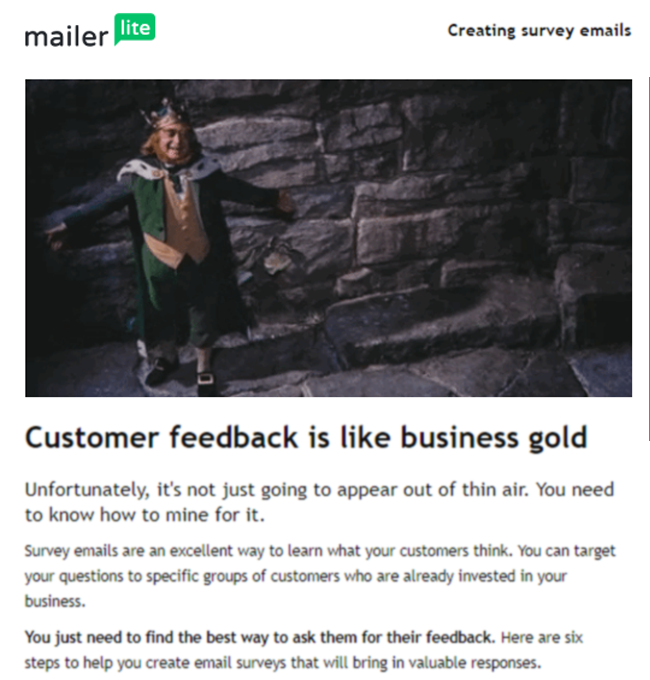 mailer lite
Creating survey emails
Customer feedback is like business gold
Unfortunately, it's not just going to appear out of thin air. You need
to know how to mine for it.
Survey emails are an excellent way to learn what your customers think. You can target
your questions to specific groups of customers who are already invested in your
business.
You just need to find the best way to ask them for their feedback. Here are six
steps to help you create email surveys that will bring in valuable responses.